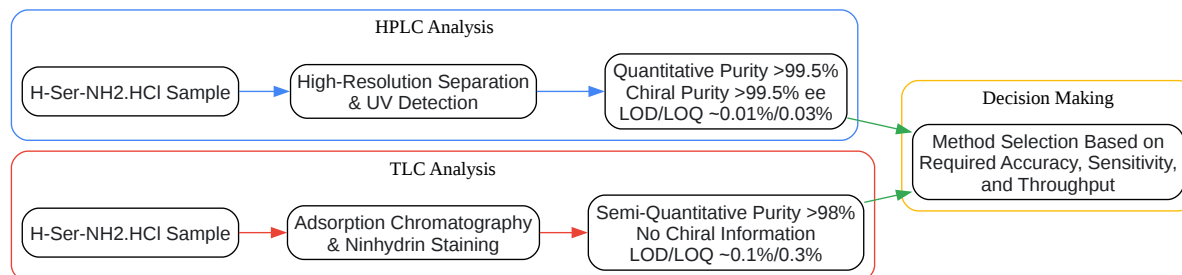 HPLC Analysis
H-Ser-NH2.HCl Sample
High-Resolution Separation
& UV Detection
Quantitative Purity >99.5%
Chiral Purity >99.5% ee
LOD/LOQ ~0.01%/0.03%
TLC Analysis
H-Ser-NH2.HCl Sample
Adsorption Chromatography
& Ninhydrin Staining
Semi-Quantitative Purity >98%
No Chiral Information
LOD/LOQ ~0.1%/0.3%
Decision Making
Method Selection Based on
Required Accuracy, Sensitivity,
and Throughput